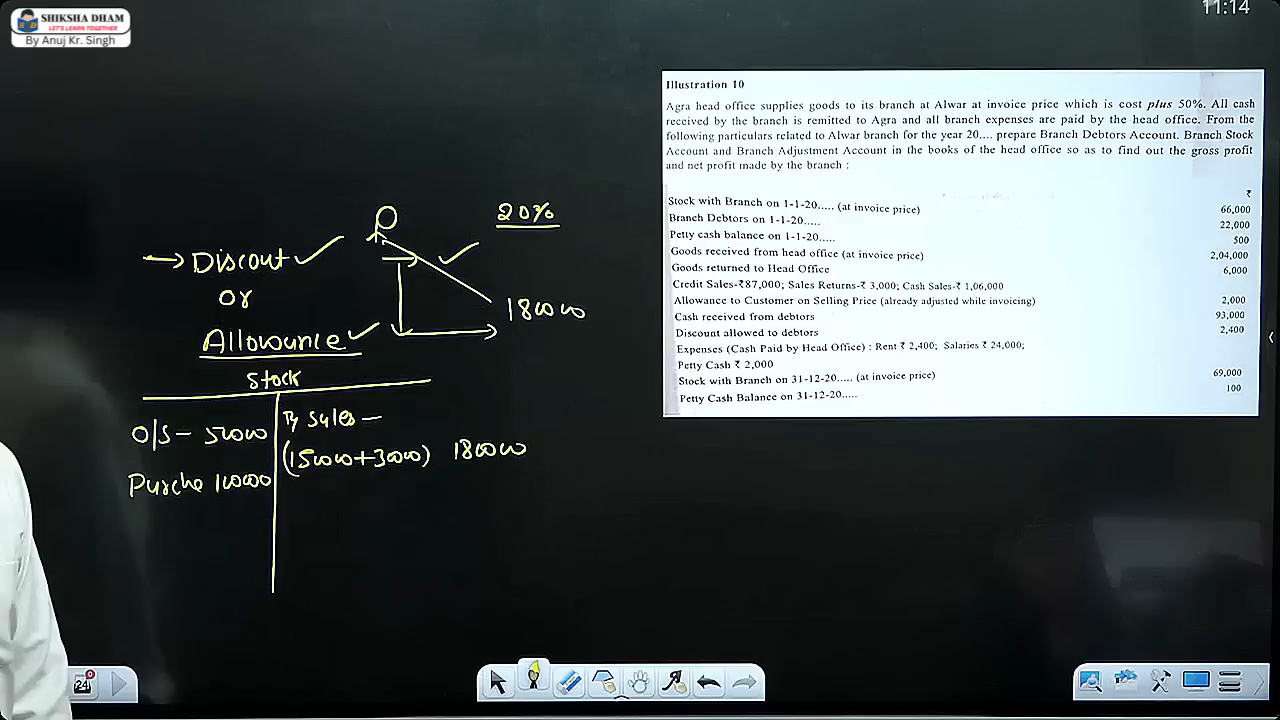 SHIKSHA DHAM
LET'S LEARN TOGETHER
By Anuj Kr. Singh
11:14
Illustration 10
Agra head office supplies goods to its branch at Alwar at invoice price which is cost plus 50%. All cash
received by the branch is remitted to Agra and all branch expenses are paid by the head office. From the
following particulars related to Alwar branch for the year 20.... prepare Branch Debtors Account. Branch Stock
Account and Branch Adjustment Account in the books of the head office so as to find out the gross profit
and net profit made by the branch :
₹
Stock with Branch on 1-1-20..... (at invoice price) 66,000
Branch Debtors on 1-1-20..... 22,000
Petty cash balance on 1-1-20..... 500
Goods received from head office (at invoice price) 2,04,000
Goods returned to Head Office 6,000
Credit Sales-₹87,000; Sales Returns-₹ 3,000; Cash Sales-₹ 1,06,000
Allowance to Customer on Selling Price (already adjusted while invoicing) 2,000
Cash received from debtors 93,000
Discount allowed to debtors 2,400
Expenses (Cash Paid by Head Office) : Rent ₹ 2,400; Salaries ₹ 24,000;
Petty Cash ₹ 2,000
Stock with Branch on 31-12-20..... (at invoice price) 69,000
Petty Cash Balance on 31-12-20..... 100
20%
→ Discout
or
Allowance
18000
Stock
O/S - 5000 By Sales -
(15000+3000) 18000
Purche 10000
24